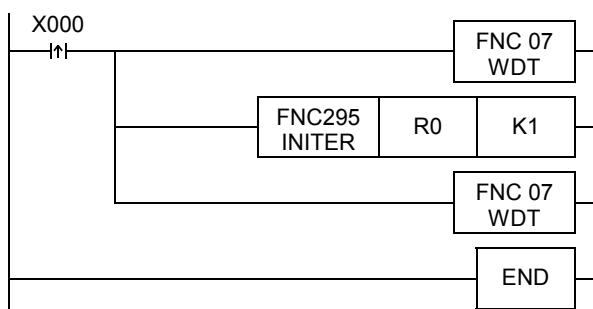 X000
FNC 07
WDT
FNC295
INITER
R0
K1
FNC 07
WDT
END